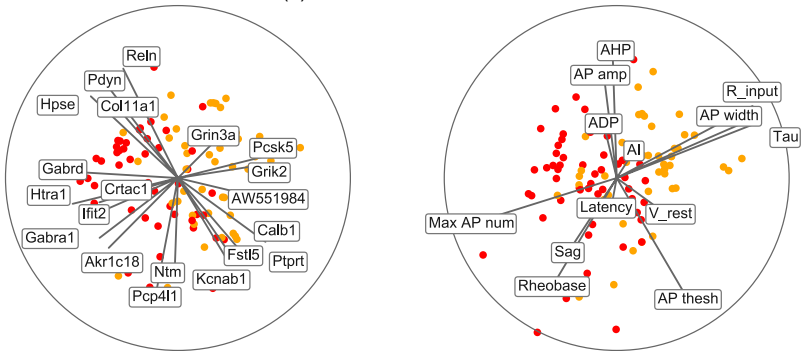 Reln
Pdyn
Hpse
Col11a1
Grin3a
Pcsk5
Gabrd
Grik2
Htra1
Crtac1
AW551984
Ifit2
Calb1
Gabra1
Fstl5
Ptprt
Akr1c18
Ntm
Kcnab1
Pcp4l1
AHP
AP amp
R_input
ADP
AP width
Tau
AI
Latency
V_rest
Max AP num
Sag
Rheobase
AP thesh